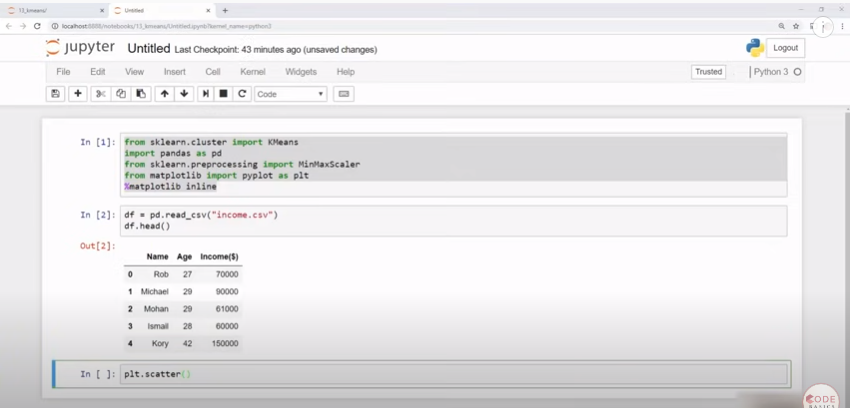 13_kmeans/
Untitled
localhost:8888/notebooks/13_kmeans/Untitled.ipynb?kernel_name=python3
jupyter Untitled Last Checkpoint: 43 minutes ago (unsaved changes)
Logout
File Edit View Insert Cell Kernel Widgets Help
Trusted
Python 3
Code
In [1]:
from sklearn.cluster import KMeans
import pandas as pd
from sklearn.preprocessing import MinMaxScaler
from matplotlib import pyplot as plt
%matplotlib inline
In [2]:
df = pd.read_csv("income.csv")
df.head()
Out[2]:
Name Age Income($)
0 Rob 27 70000
1 Michael 29 90000
2 Mohan 29 61000
3 Ismail 28 60000
4 Kory 42 150000
In [ ]:
plt.scatter()
CODE